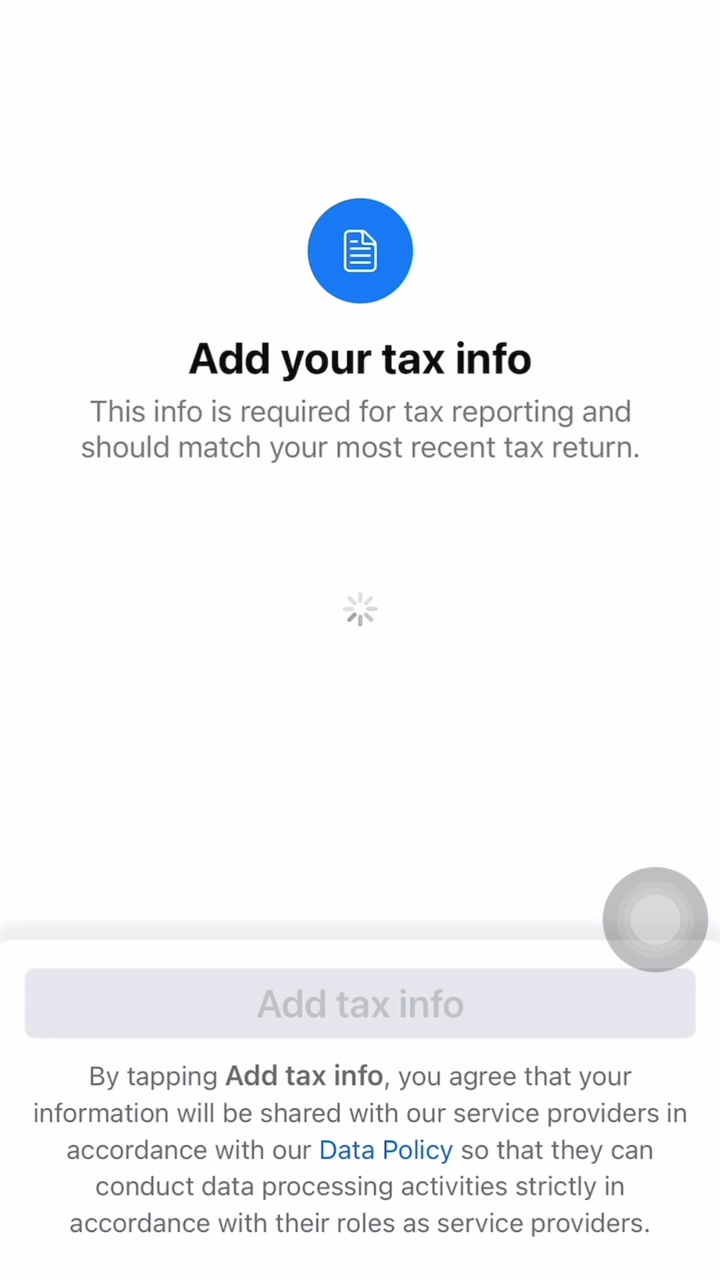 Add your tax info
This info is required for tax reporting and
should match your most recent tax return.
Add tax info
By tapping Add tax info, you agree that your
information will be shared with our service providers in
accordance with our Data Policy so that they can
conduct data processing activities strictly in
accordance with their roles as service providers.